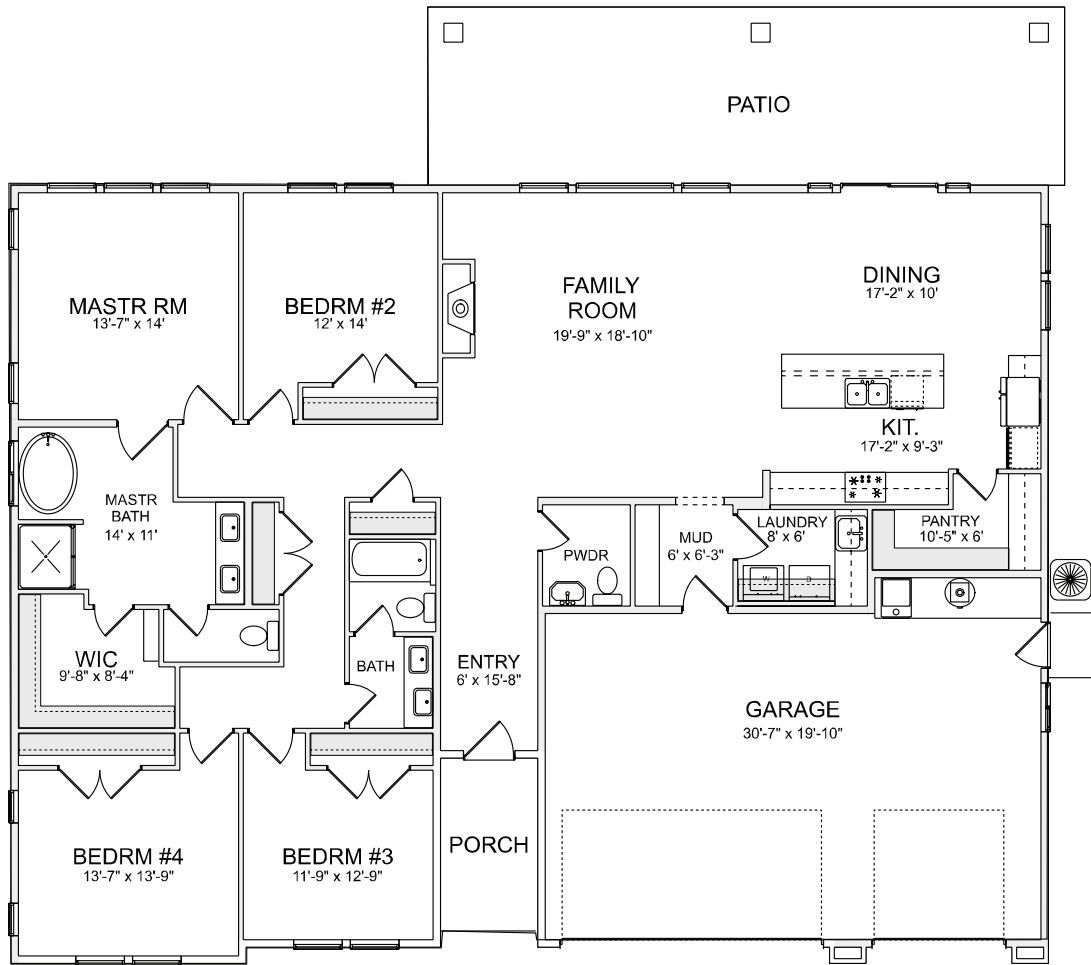 PATIO
MASTR RM
13'-7" x 14'
BEDRM #2
12' x 14'
FAMILY
ROOM
19'-9" x 18'-10"
DINING
17'-2" x 10'
KIT.
17'-2" x 9'-3"
MASTR
BATH
14' x 11'
PWDR
MUD
6' x 6'-3"
LAUNDRY
8' x 6'
W
D
PANTRY
10'-5" x 6'
WIC
9'-8" x 8'-4"
BATH
ENTRY
6' x 15'-8"
GARAGE
30'-7" x 19'-10"
BEDRM #4
13'-7" x 13'-9"
BEDRM #3
11'-9" x 12'-9"
PORCH